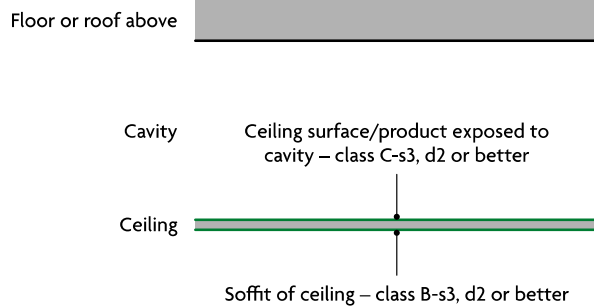 Floor or roof above
Cavity
Ceiling surface/product exposed to
cavity – class C-s3, d2 or better
Ceiling
Soffit of ceiling – class B-s3, d2 or better